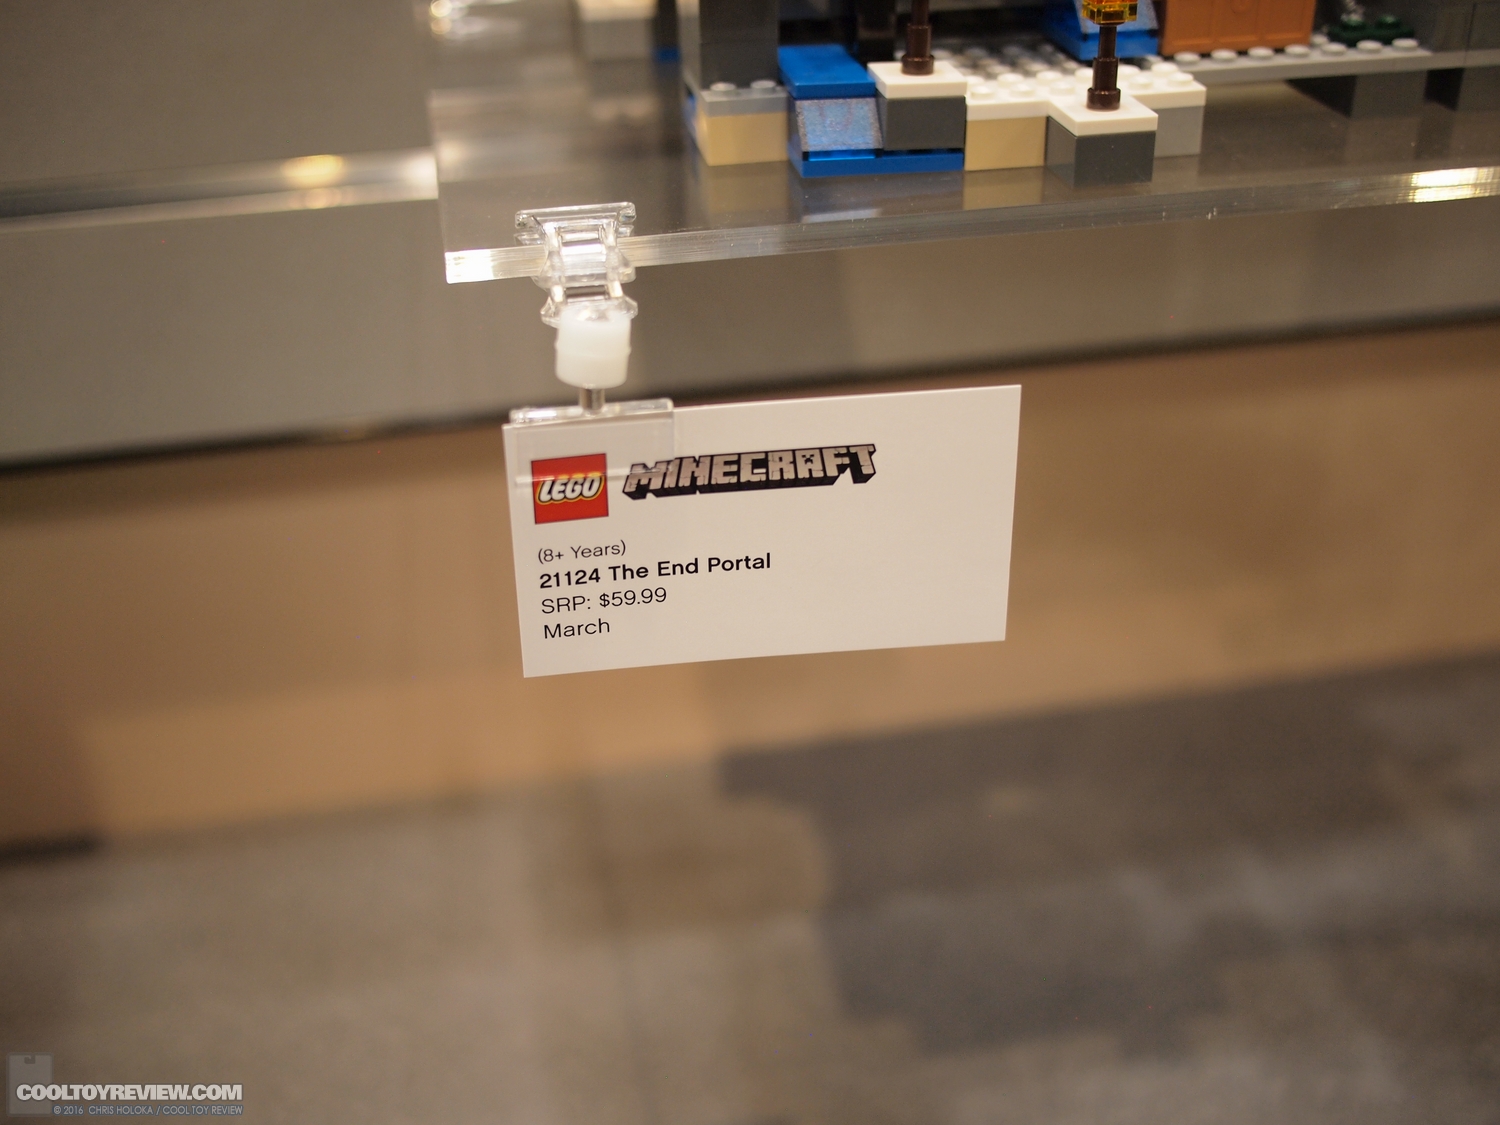 LEGO MINECRAFT
(8+ Years)
21124 The End Portal
SRP: $59.99
March
COOLTOYREVIEW.COM
© 2016 CHRIS HOLOKA / COOL TOY REVIEW